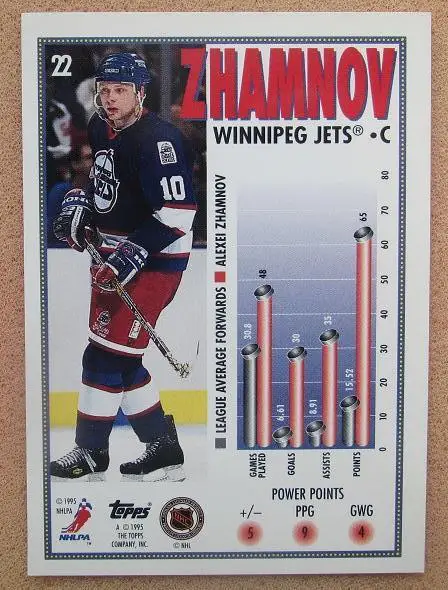 22
ZHAMNOV
WINNIPEG JETS® • C
10
LEAGUE AVERAGE FORWARDS
ALEXEI ZHAMNOV
80
70
60
50
40
30
20
10
0
30.8
48
6.61
30
8.91
35
15.52
65
GAMES
PLAYED
GOALS
ASSISTS
POINTS
POWER POINTS
+/– PPG GWG
5 9 4
© 1995
NHLPA
NHLPA
Topps
A © 1995
THE TOPPS
COMPANY, INC.
NHL
© NHL